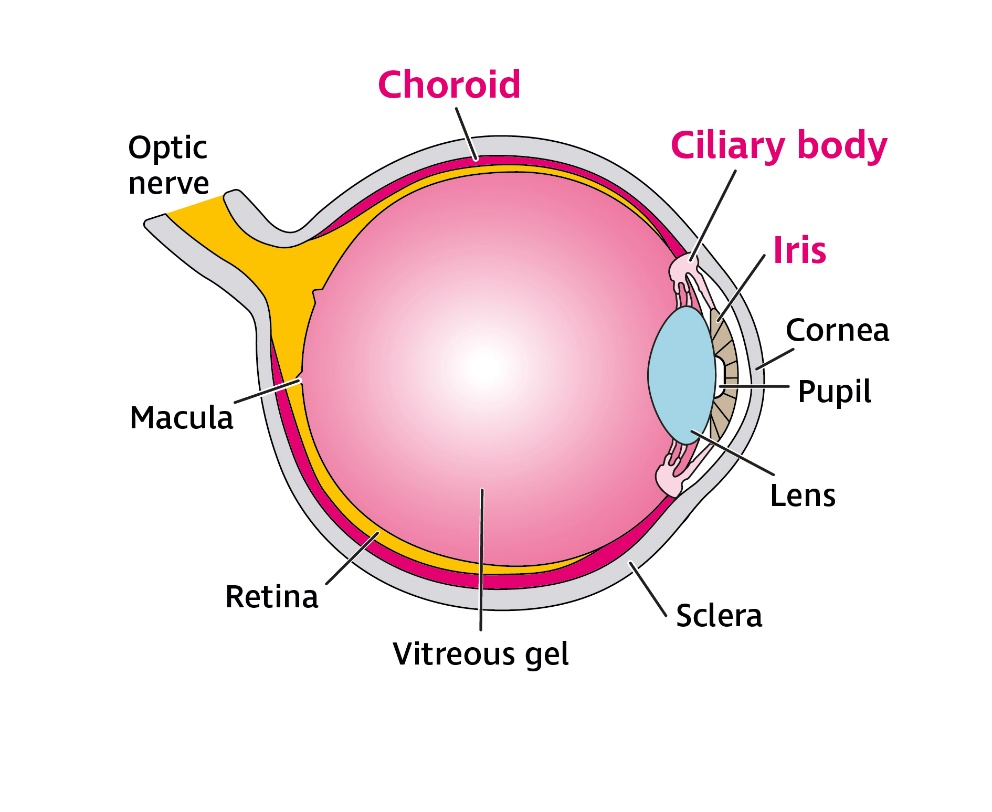 Choroid
Optic
nerve
Ciliary body
Iris
Cornea
Pupil
Macula
Lens
Retina
Sclera
Vitreous gel